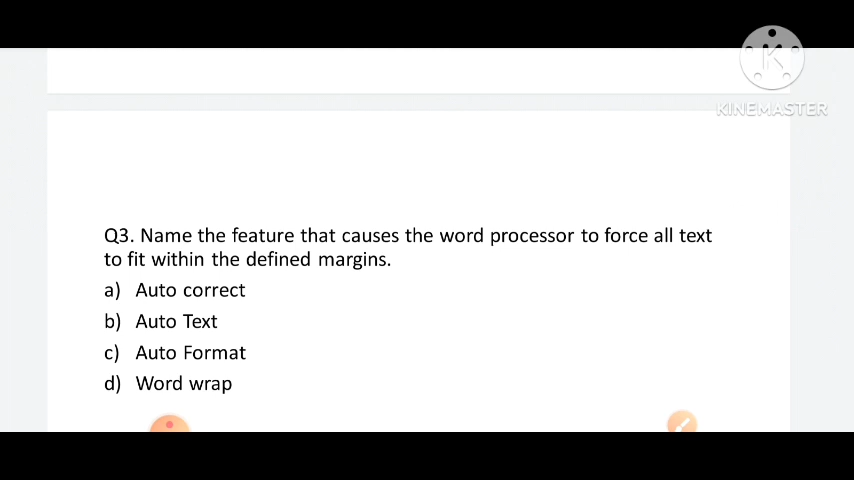 KINEMASTER
Q3. Name the feature that causes the word processor to force all text
to fit within the defined margins.
a) Auto correct
b) Auto Text
c) Auto Format
d) Word wrap